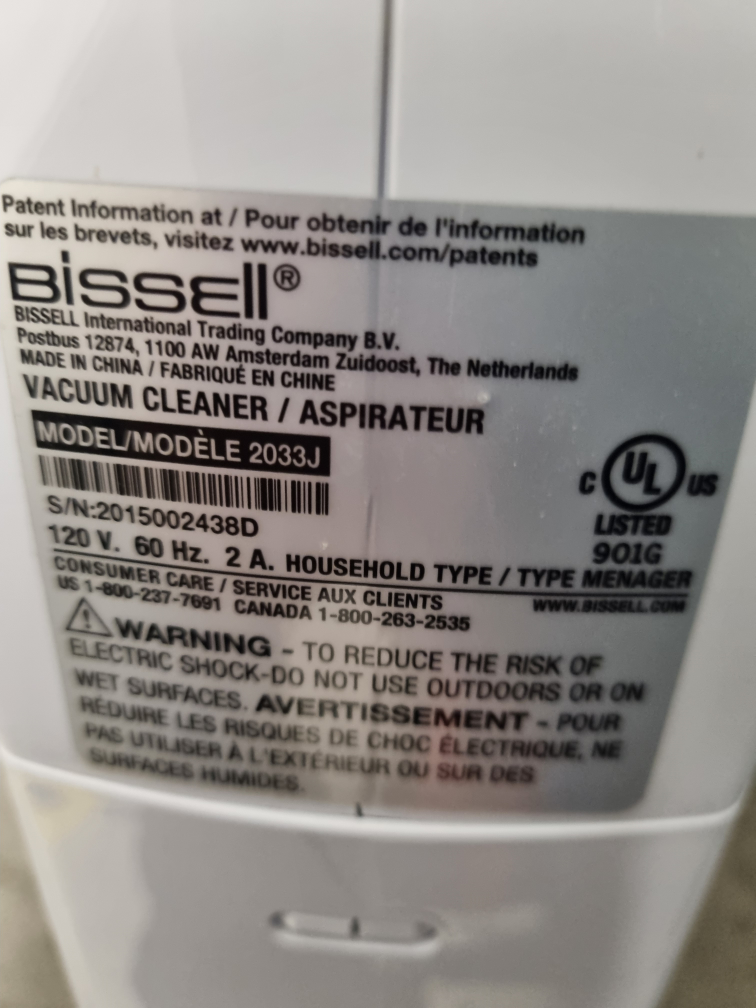 Patent Information at / Pour obtenir de l'information
sur les brevets, visitez www.bissell.com/patents
BISSELL®
BISSELL International Trading Company B.V.
Postbus 12874, 1100 AW Amsterdam Zuidoost, The Netherlands
MADE IN CHINA / FABRIQUÉ EN CHINE
VACUUM CLEANER / ASPIRATEUR
MODEL/MODÈLE 2033J
S/N:2015002438D
C UL US
LISTED
901G
120 V. 60 Hz. 2 A. HOUSEHOLD TYPE / TYPE MENAGER
CONSUMER CARE / SERVICE AUX CLIENTS
US 1-800-237-7691 CANADA 1-800-263-2535
WWW.BISSELL.COM
WARNING - TO REDUCE THE RISK OF
ELECTRIC SHOCK-DO NOT USE OUTDOORS OR ON
WET SURFACES. AVERTISSEMENT - POUR
RÉDUIRE LES RISQUES DE CHOC ÉLECTRIQUE, NE
PAS UTILISER À L'EXTÉRIEUR OU SUR DES
SURFACES HUMIDES.